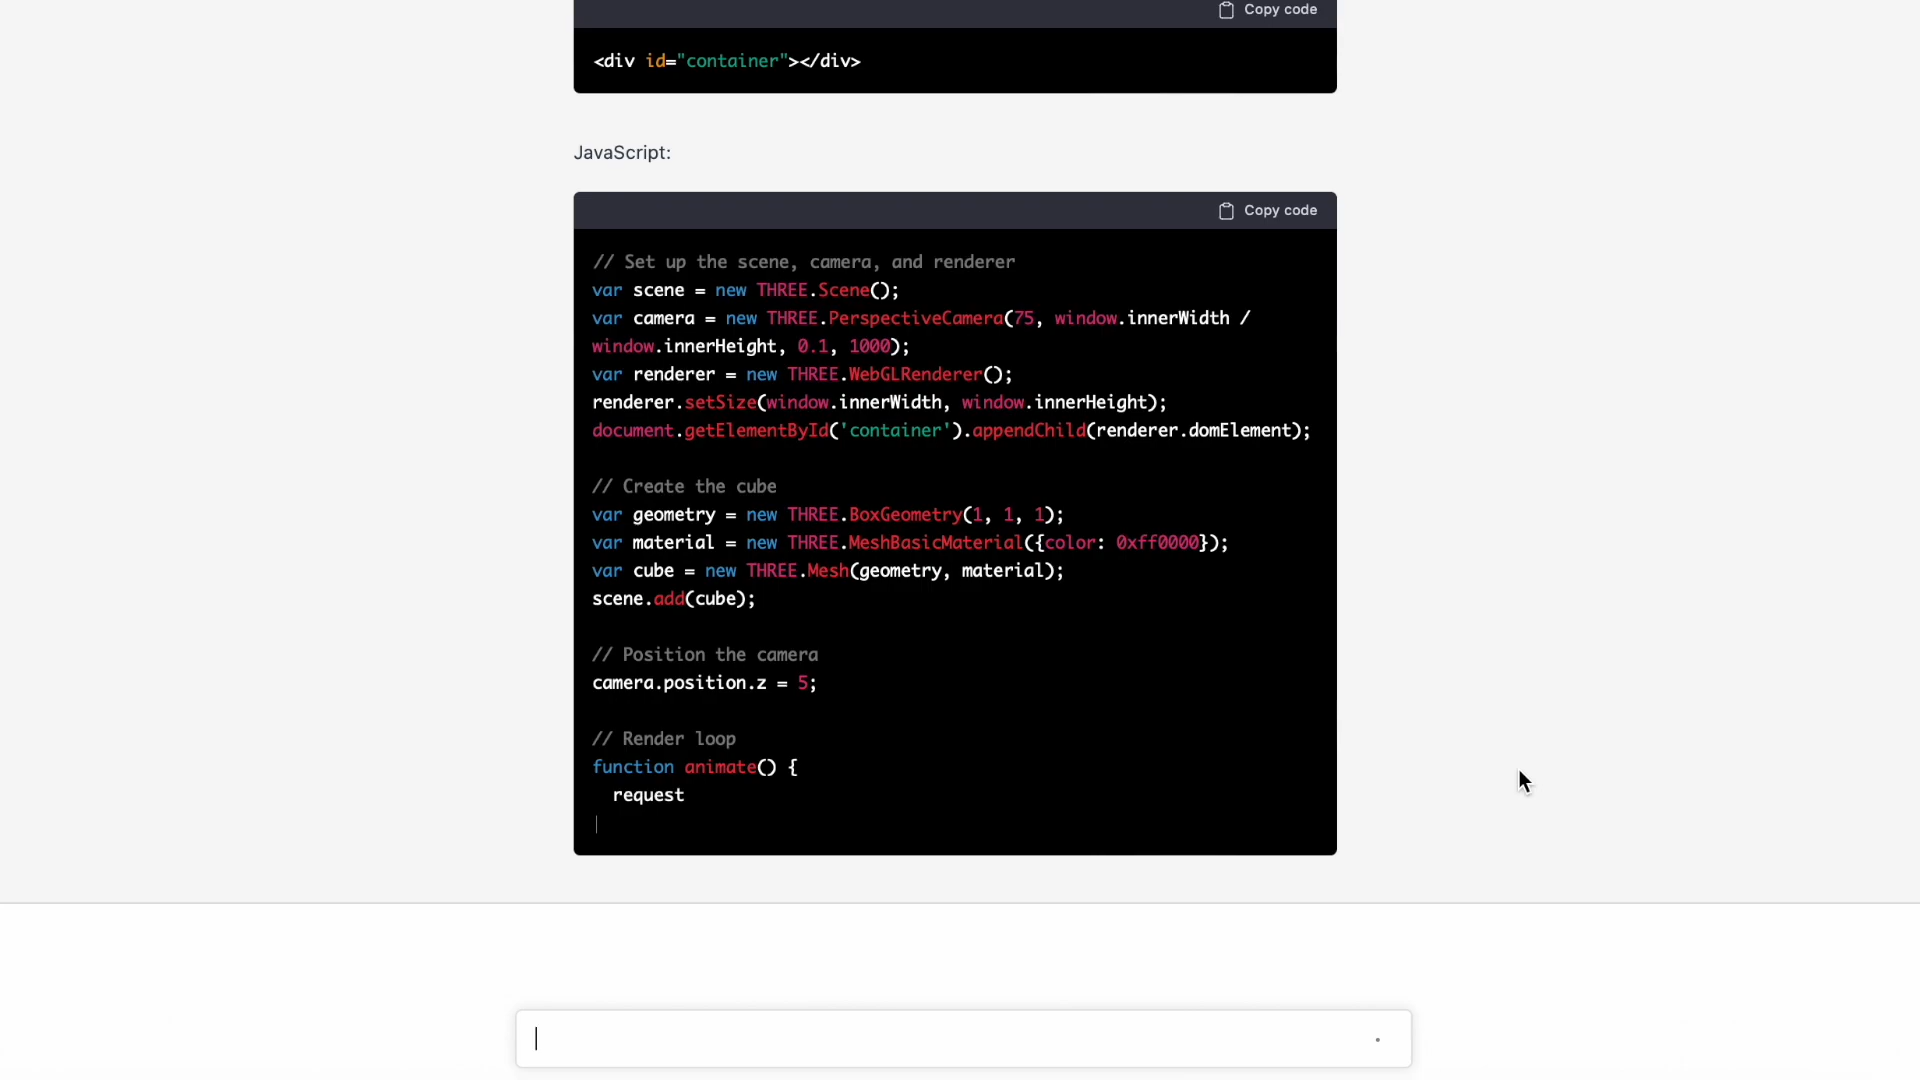 Copy code
<div id="container"></div>
JavaScript:
Copy code
// Set up the scene, camera, and renderer
var scene = new THREE.Scene();
var camera = new THREE.PerspectiveCamera(75, window.innerWidth /
window.innerHeight, 0.1, 1000);
var renderer = new THREE.WebGLRenderer();
renderer.setSize(window.innerWidth, window.innerHeight);
document.getElementById('container').appendChild(renderer.domElement);
// Create the cube
var geometry = new THREE.BoxGeometry(1, 1, 1);
var material = new THREE.MeshBasicMaterial({color: 0xff0000});
var cube = new THREE.Mesh(geometry, material);
scene.add(cube);
// Position the camera
camera.position.z = 5;
// Render loop
function animate() {
  request